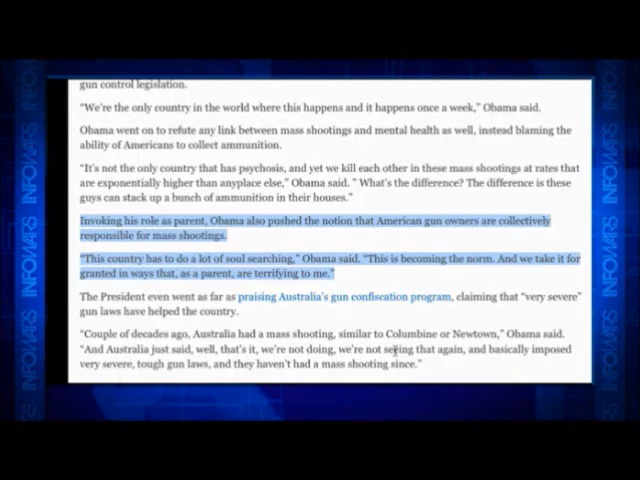 gun control legislation.
“We're the only country in the world where this happens and it happens once a week,” Obama said.
Obama went on to refute any link between mass shootings and mental health as well, instead blaming the
ability of Americans to collect ammunition.
“It's not the only country that has psychosis, and yet we kill each other in these mass shootings at rates that
are exponentially higher than anyplace else,” Obama said. ” What's the difference? The difference is these
guys can stack up a bunch of ammunition in their houses.”
Invoking his role as parent, Obama also pushed the notion that American gun owners are collectively
responsible for mass shootings.
“This country has to do a lot of soul searching,” Obama said. “This is becoming the norm. And we take it for
granted in ways that, as a parent, are terrifying to me.”
The President even went as far as praising Australia's gun confiscation program, claiming that “very severe”
gun laws have helped the country.
“Couple of decades ago, Australia had a mass shooting, similar to Columbine or Newtown,” Obama said.
“And Australia just said, well, that's it, we're not doing, we're not seeing that again, and basically imposed
very severe, tough gun laws, and they haven't had a mass shooting since.”
INFOWARS
INFOWARS
INFOWARS
INFOWARS
INFOWARS
INFOWARS